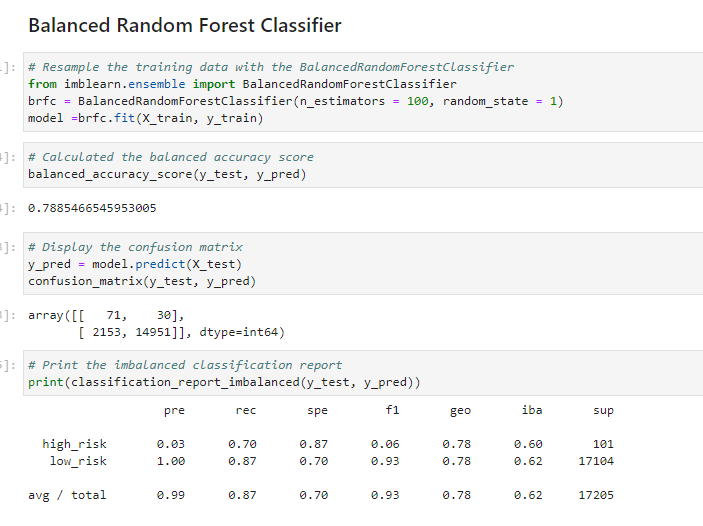 Balanced Random Forest Classifier
]: # Resample the training data with the BalancedRandomForestClassifier
from imblearn.ensemble import BalancedRandomForestClassifier
brfc = BalancedRandomForestClassifier(n_estimators = 100, random_state = 1)
model =brfc.fit(X_train, y_train)
]: # Calculated the balanced accuracy score
balanced_accuracy_score(y_test, y_pred)
]: 0.7885466545953005
]: # Display the confusion matrix
y_pred = model.predict(X_test)
confusion_matrix(y_test, y_pred)
]: array([[   71,    30],
       [ 2153, 14951]], dtype=int64)
]: # Print the imbalanced classification report
print(classification_report_imbalanced(y_test, y_pred))
pre rec spe f1 geo iba sup
high_risk 0.03 0.70 0.87 0.06 0.78 0.60 101
low_risk 1.00 0.87 0.70 0.93 0.78 0.62 17104
avg / total 0.99 0.87 0.70 0.93 0.78 0.62 17205